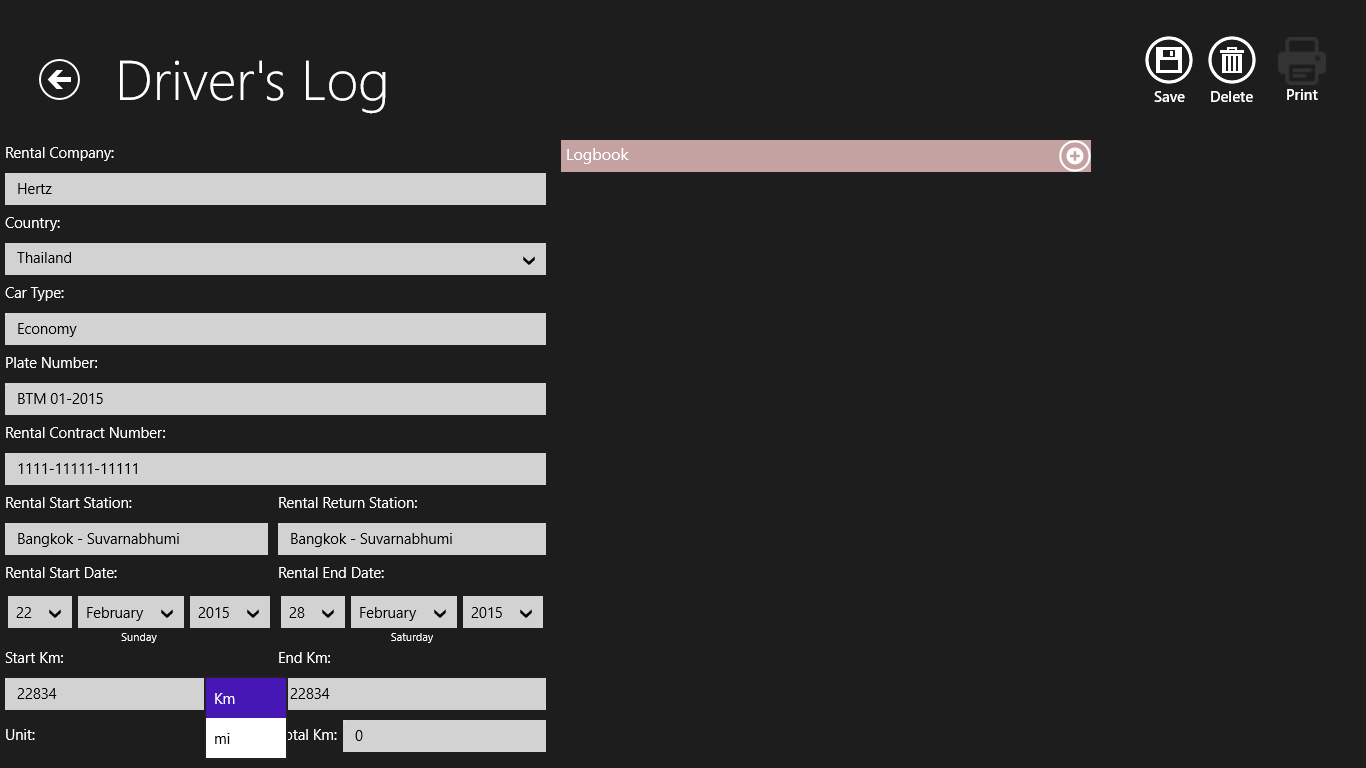 Driver's Log
Save
Delete
Print
Rental Company:
Hertz
Country:
Thailand
Car Type:
Economy
Plate Number:
BTM 01-2015
Rental Contract Number:
1111-11111-11111
Rental Start Station:
Rental Return Station:
Bangkok - Suvarnabhumi
Bangkok - Suvarnabhumi
Rental Start Date:
Rental End Date:
22 February 2015
28 February 2015
Sunday
Saturday
Start Km:
End Km:
22834
Km
22834
Unit:
mi
otal Km:
0
Logbook